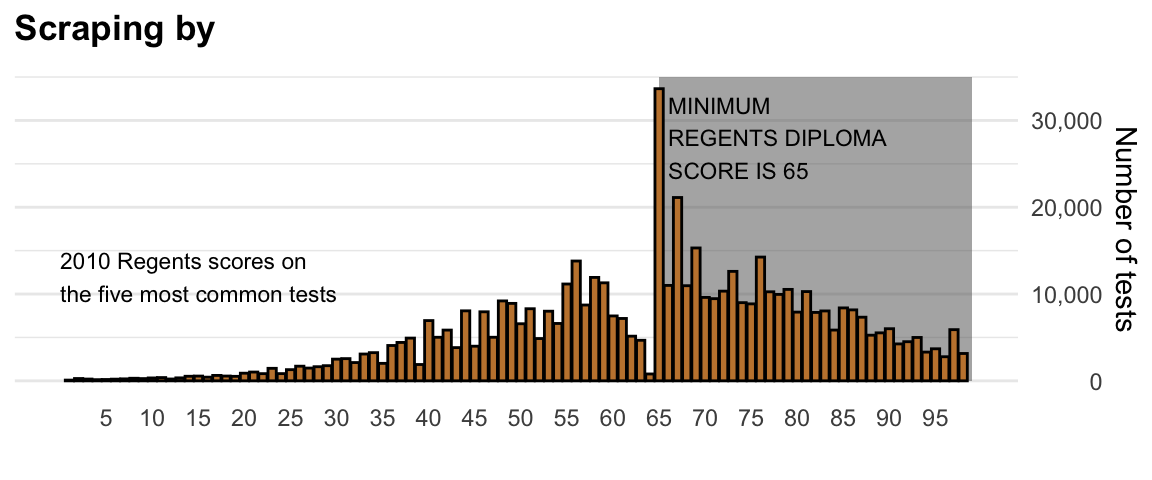 Scraping by
MINIMUM
REGENTS DIPLOMA
SCORE IS 65
2010 Regents scores on
the five most common tests
30,000
20,000
10,000
0
Number of tests
5 10 15 20 25 30 35 40 45 50 55 60 65 70 75 80 85 90 95